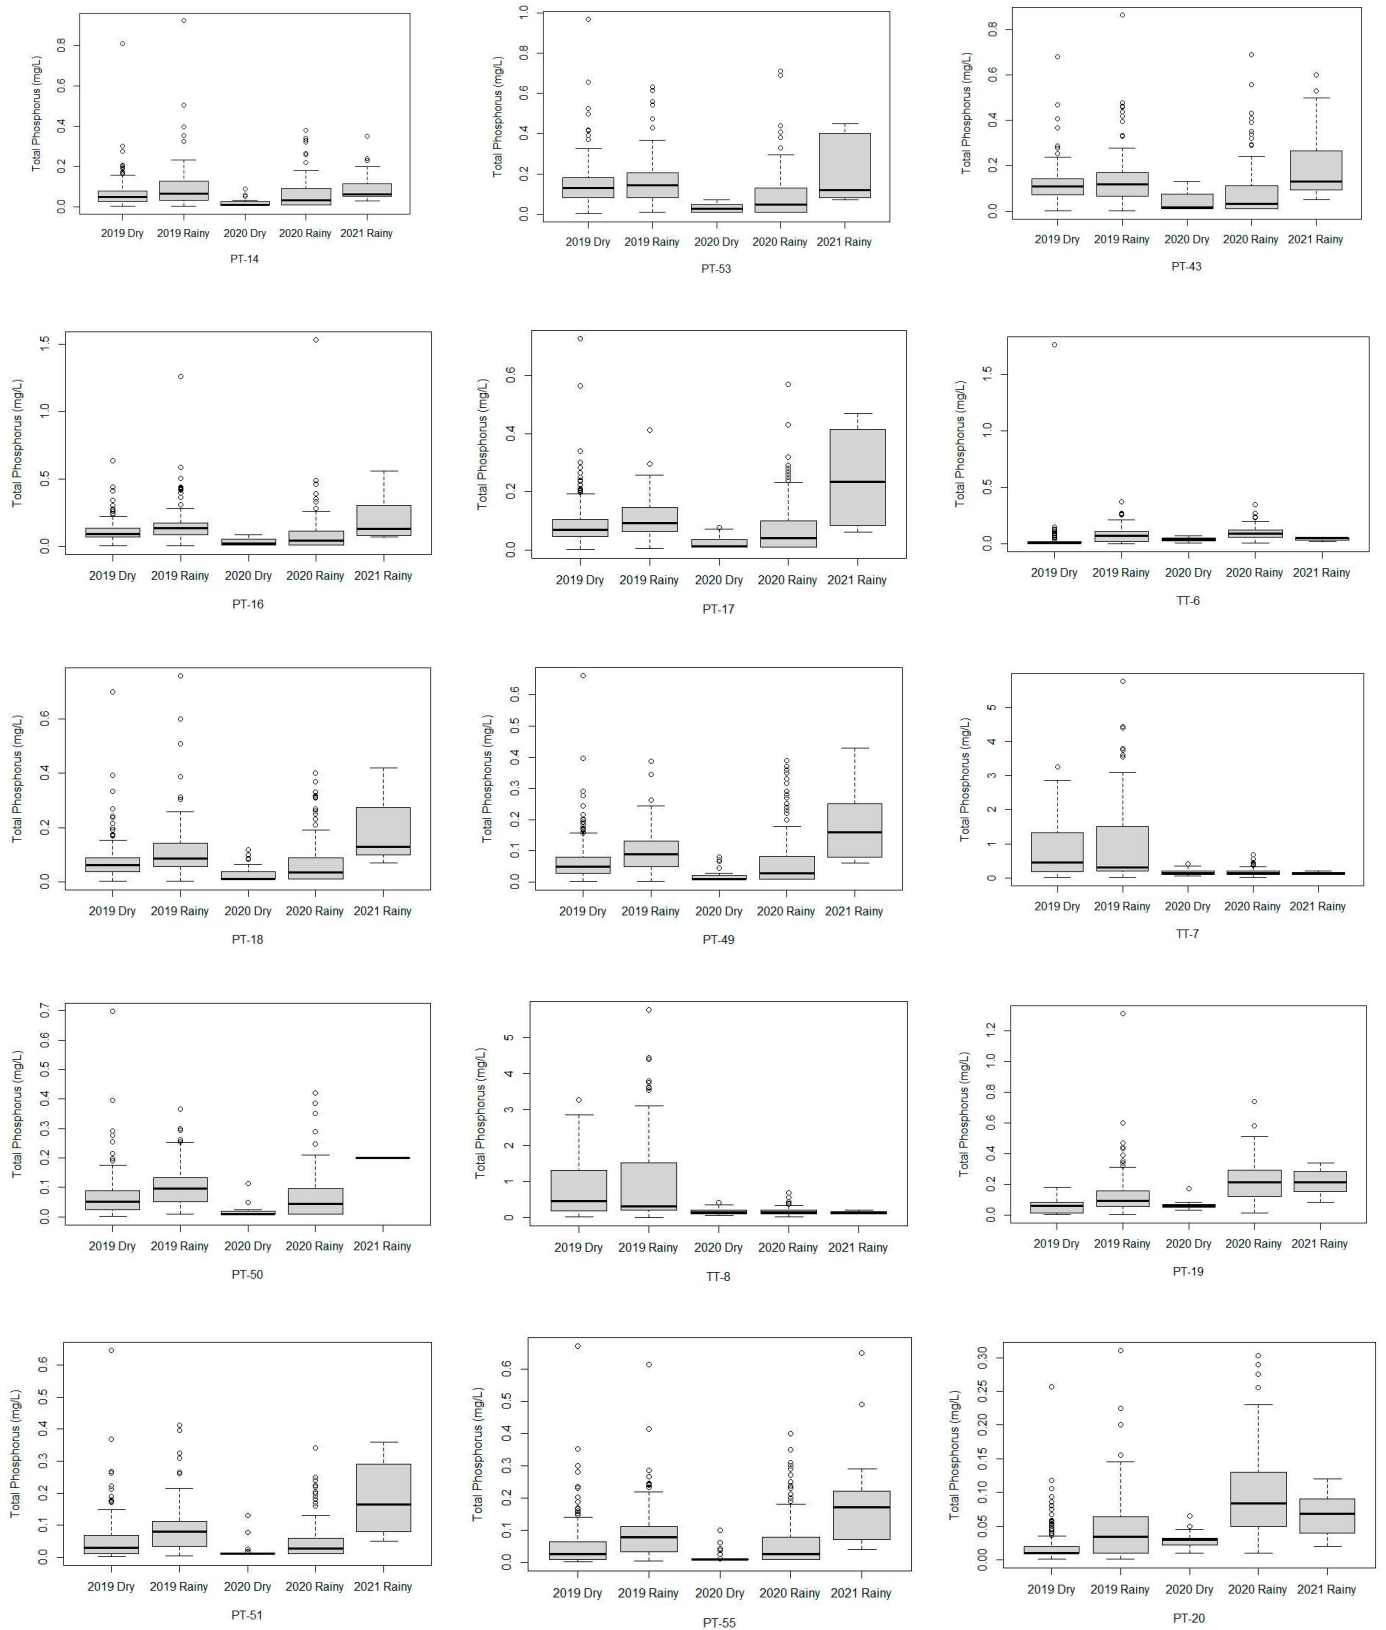 Total Phosphorus (mg/L)
0.0 0.2 0.4 0.6 0.8
2019 Dry 2019 Rainy 2020 Dry 2020 Rainy 2021 Rainy
PT-14
Total Phosphorus (mg/L)
0.0 0.2 0.4 0.6 0.8 1.0
2019 Dry 2019 Rainy 2020 Dry 2020 Rainy 2021 Rainy
PT-53
Total Phosphorus (mg/L)
0.0 0.2 0.4 0.6 0.8
2019 Dry 2019 Rainy 2020 Dry 2020 Rainy 2021 Rainy
PT-43
Total Phosphorus (mg/L)
0.0 0.5 1.0 1.5
2019 Dry 2019 Rainy 2020 Dry 2020 Rainy 2021 Rainy
PT-16
Total Phosphorus (mg/L)
0.0 0.2 0.4 0.6
2019 Dry 2019 Rainy 2020 Dry 2020 Rainy 2021 Rainy
PT-17
Total Phosphorus (mg/L)
0.0 0.5 1.0 1.5
2019 Dry 2019 Rainy 2020 Dry 2020 Rainy 2021 Rainy
TT-6
Total Phosphorus (mg/L)
0.0 0.2 0.4 0.6
2019 Dry 2019 Rainy 2020 Dry 2020 Rainy 2021 Rainy
PT-18
Total Phosphorus (mg/L)
0.0 0.1 0.2 0.3 0.4 0.5 0.6
2019 Dry 2019 Rainy 2020 Dry 2020 Rainy 2021 Rainy
PT-49
Total Phosphorus (mg/L)
0 1 2 3 4 5
2019 Dry 2019 Rainy 2020 Dry 2020 Rainy 2021 Rainy
TT-7
Total Phosphorus (mg/L)
0.0 0.1 0.2 0.3 0.4 0.5 0.6 0.7
2019 Dry 2019 Rainy 2020 Dry 2020 Rainy 2021 Rainy
PT-50
Total Phosphorus (mg/L)
0 1 2 3 4 5
2019 Dry 2019 Rainy 2020 Dry 2020 Rainy 2021 Rainy
TT-8
Total Phosphorus (mg/L)
0.0 0.2 0.4 0.6 0.8 1.0 1.2
2019 Dry 2019 Rainy 2020 Dry 2020 Rainy 2021 Rainy
PT-19
Total Phosphorus (mg/L)
0.0 0.1 0.2 0.3 0.4 0.5 0.6
2019 Dry 2019 Rainy 2020 Dry 2020 Rainy 2021 Rainy
PT-51
Total Phosphorus (mg/L)
0.0 0.1 0.2 0.3 0.4 0.5 0.6
2019 Dry 2019 Rainy 2020 Dry 2020 Rainy 2021 Rainy
PT-55
Total Phosphorus (mg/L)
0.00 0.05 0.10 0.15 0.20 0.25 0.30
2019 Dry 2019 Rainy 2020 Dry 2020 Rainy 2021 Rainy
PT-20